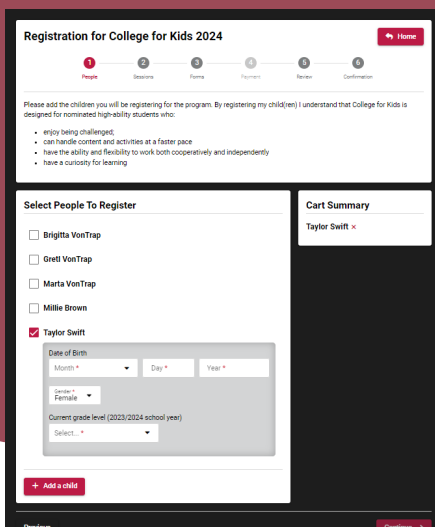 Registration for College for Kids 2024
Home
1 2 3 4 5 6
People Sessions Forms Payment Review Confirmation
Please add the children you will be registering for the program. By registering my child(ren) I understand that College for Kids is
designed for nominated high-ability students who:
• enjoy being challenged;
• can handle content and activities at a faster pace
• have the ability and flexibility to work both cooperatively and independently
• have a curiosity for learning
Select People To Register
Cart Summary
Taylor Swift ×
Brigitta VonTrap
Gretl VonTrap
Marta VonTrap
Millie Brown
Taylor Swift
Date of Birth
Month * Day * Year *
Gender *
Female
Current grade level (2023/2024 school year)
Select... *
+ Add a child
Previous Continue